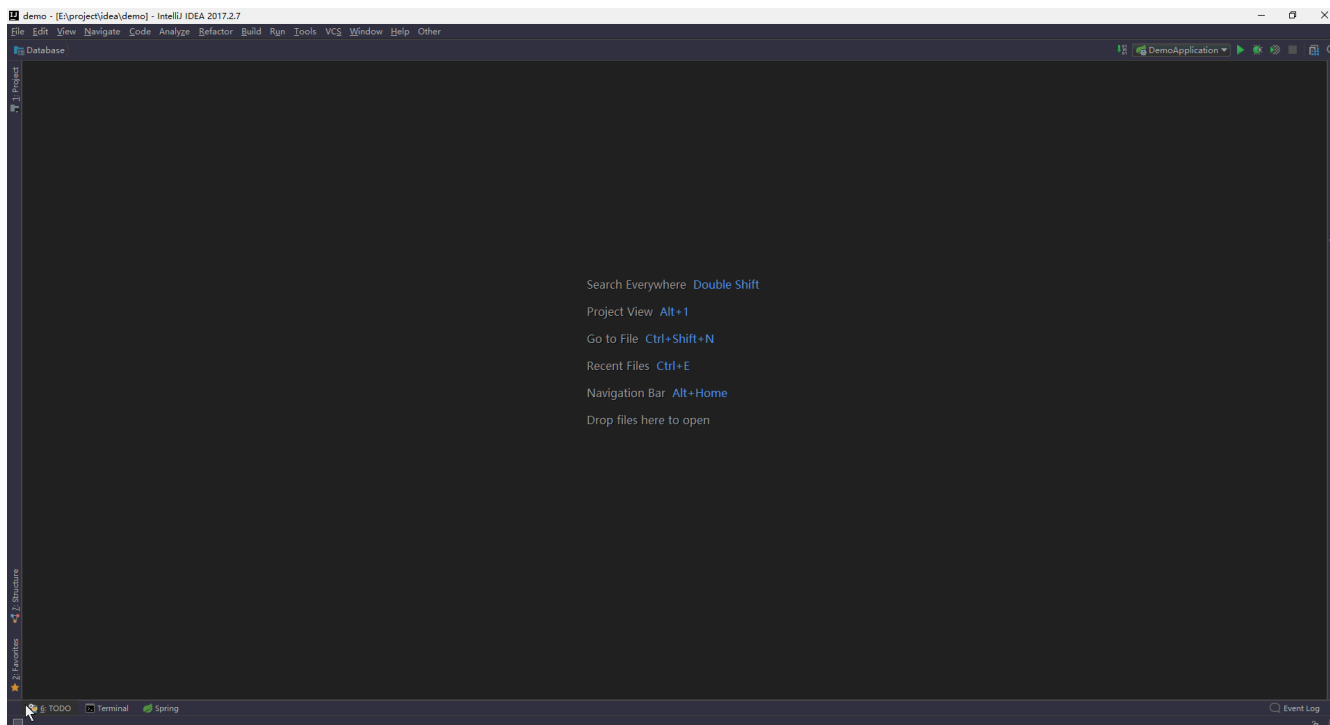 demo - [E:\project\idea\demo] - IntelliJ IDEA 2017.2.7
File Edit View Navigate Code Analyze Refactor Build Run Tools VCS Window Help Other
Database
DemoApplication
1: Project
Search Everywhere Double Shift
Project View Alt+1
Go to File Ctrl+Shift+N
Recent Files Ctrl+E
Navigation Bar Alt+Home
Drop files here to open
7: Structure
2: Favorites
6: TODO Terminal Spring Event Log